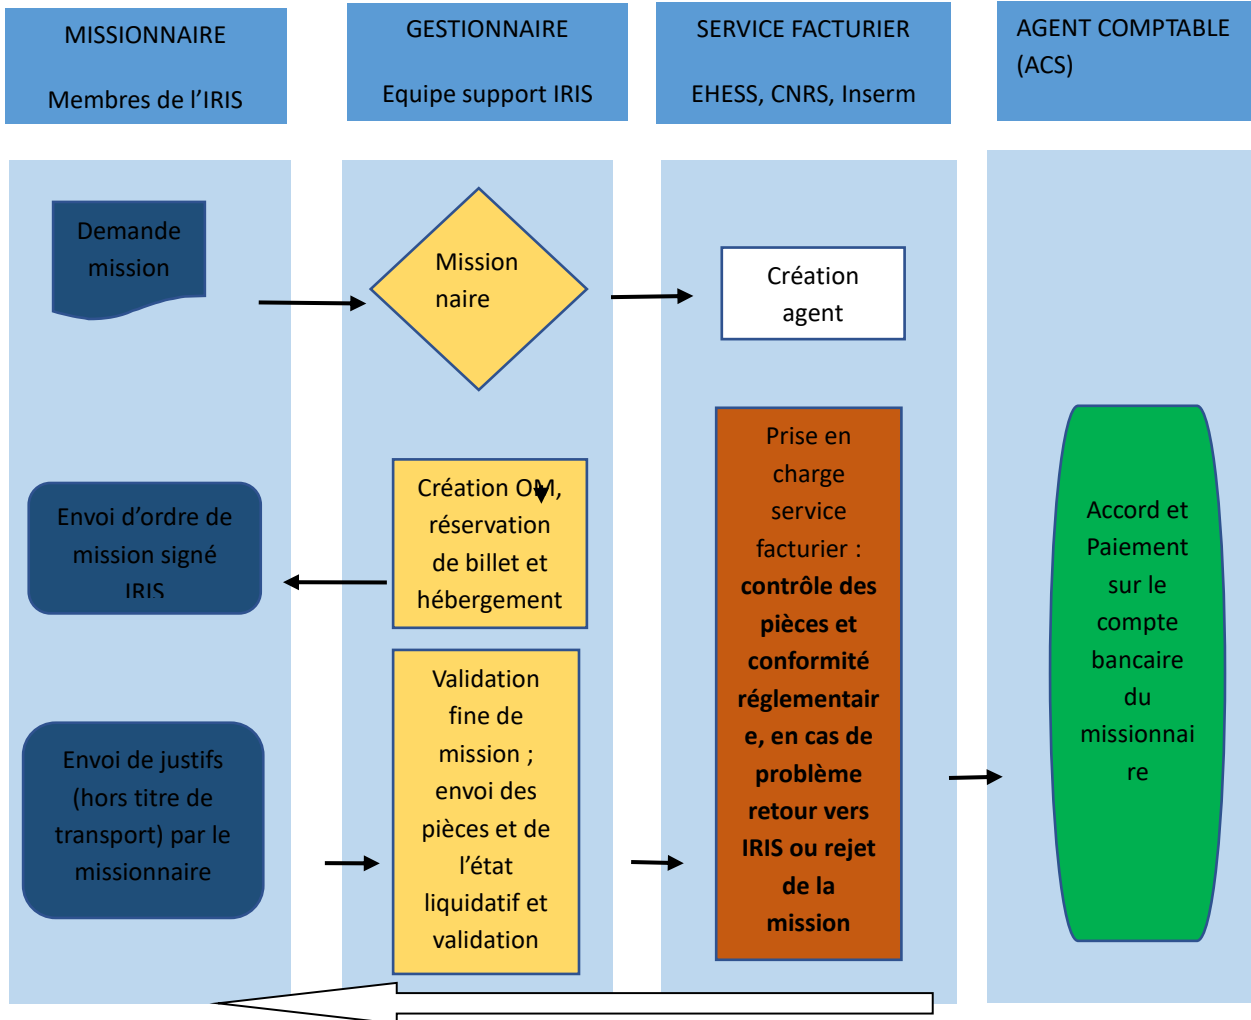 MISSIONNAIRE
Membres de l'IRIS
GESTIONNAIRE
Equipe support IRIS
SERVICE FACTURIER
EHESS, CNRS, Inserm
AGENT COMPTABLE
(ACS)
Demande
mission
Mission
naire
Création
agent
Envoi d'ordre de
mission signé
IRIS
Création OM,
réservation
de billet et
hébergement
Envoi de justifs
(hors titre de
transport) par le
missionnaire
Validation
fine de
mission ;
envoi des
pièces et de
l'état
liquidatif et
validation
Prise en
charge
service
facturier :
contrôle des
pièces et
conformité
réglementair
e, en cas de
problème
retour vers
IRIS ou rejet
de la
mission
Accord et
Paiement
sur le
compte
bancaire
du
missionnai
re